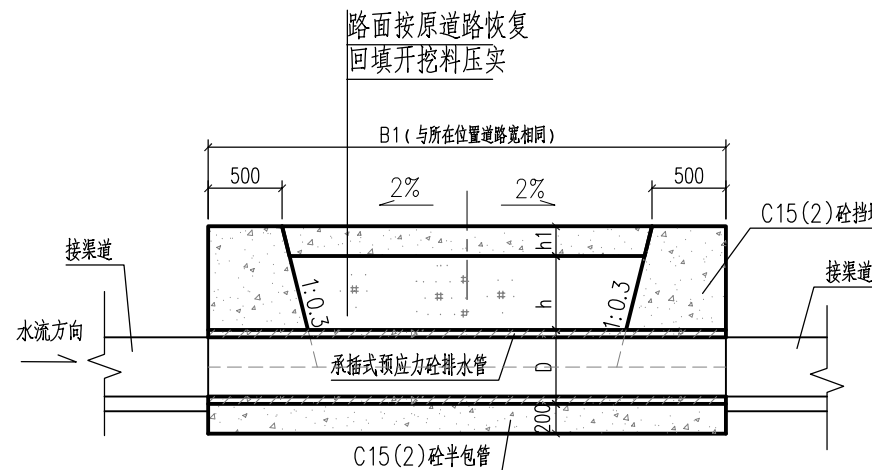 路面按原道路恢复
回填开挖料压实
B1(与所在位置道路宽相同)
500
2%
2%
500
C15(2)砼挡
接渠道
h1
接渠道
1:0.3
h
1:0.3
水流方向
承插式预应力砼排水管
D
200
C15(2)砼半包管